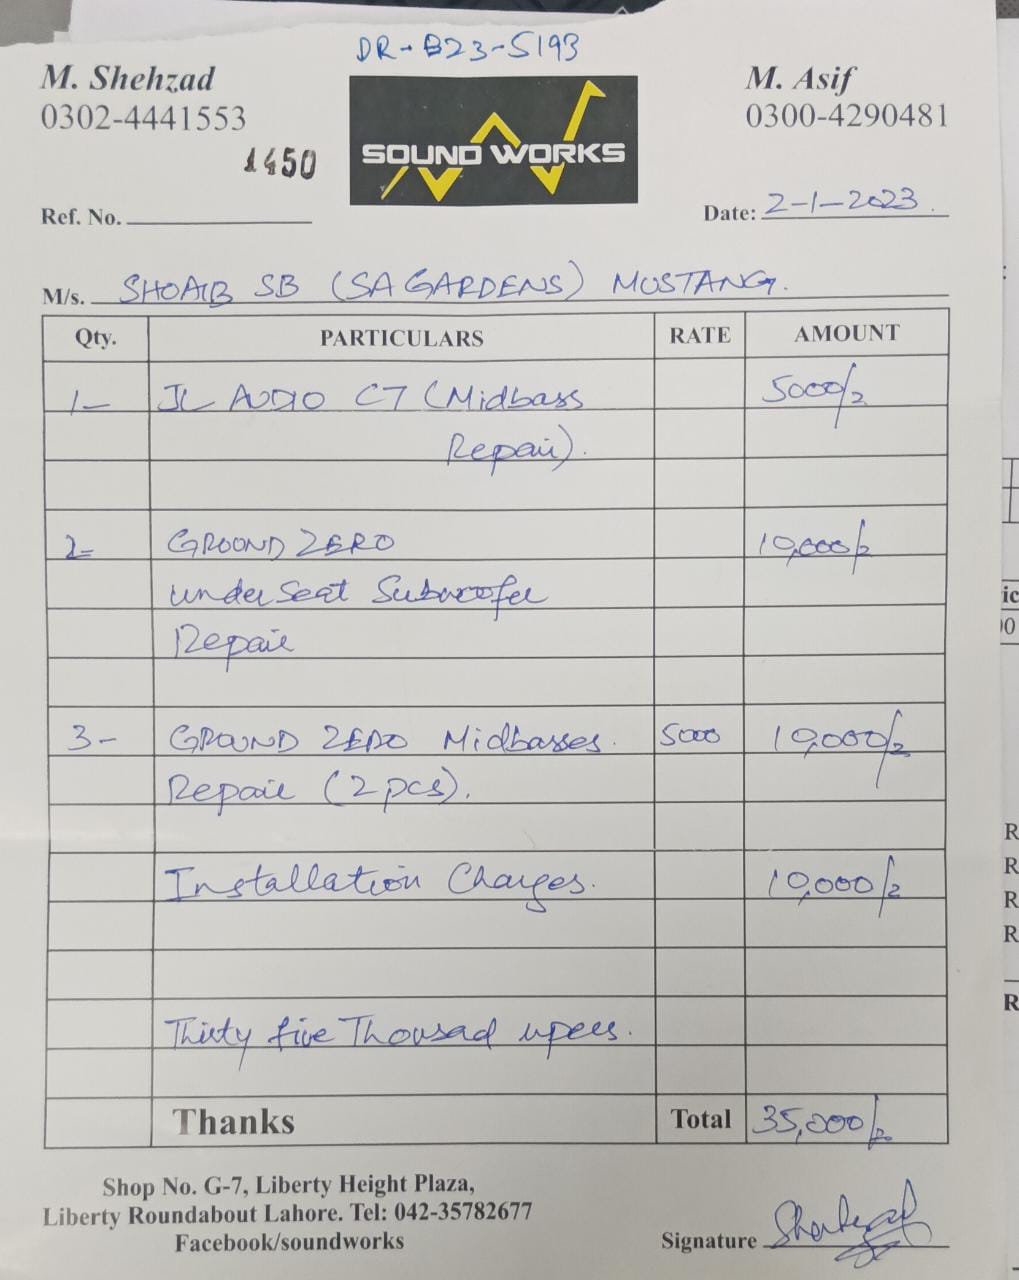 DR-B23-5193
M. Shehzad
0302-4441553
M. Asif
0300-4290481
1450
SOUND WORKS
Ref. No.
Date: 2-1-2023.
M/s. SHOAIB SB (SA GARDENS) MUSTANG.
Qty. PARTICULARS RATE AMOUNT
1- JL AUDIO C7 (Midbass 5000/=
Repair).
2- GROUND ZERO 10,000/=
underseat Subwoofer
Repair
3- GROUND ZERO Midbasses. 5000 10,000/=
Repair (2pcs).
Installation Charges. 10,000/=
Thirty five Thousad rupees.
Thanks Total 35,000/=
Shop No. G-7, Liberty Height Plaza,
Liberty Roundabout Lahore. Tel: 042-35782677
Facebook/soundworks
Signature Shehzad
ic
00
R
R
R
R
R